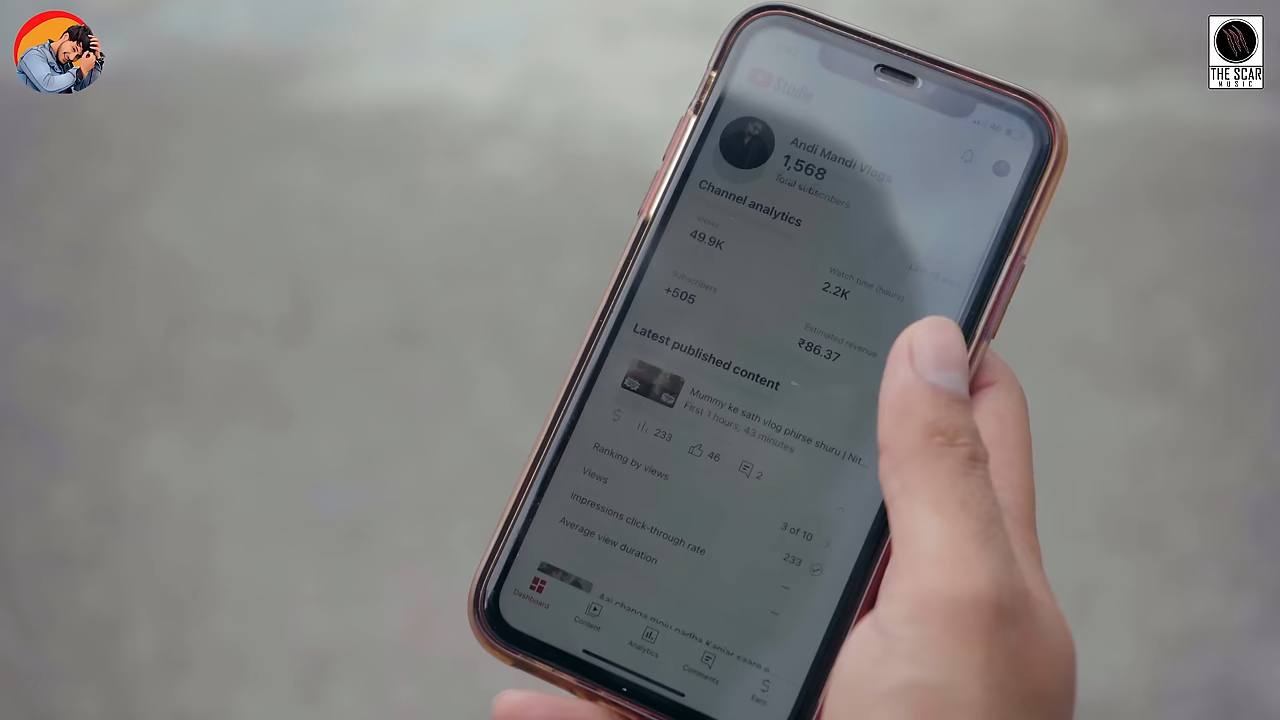 THE SCAR
MUSIC
Studio
Andi Mandi Vlogs
1,568
Total subscribers
Channel analytics
Views
49.9K
Watch time (hours)
2.2K
Subscribers
+505
Estimated revenue
₹86.37
Latest published content
Mummy ke sath vlog phirse shuru | Nit...
First 1 hours, 43 minutes
233 46 2
Ranking by views 3 of 10
Views 233
Impressions click-through rate —
Average view duration —
Dashboard
Content
Analytics
Comments
Earn